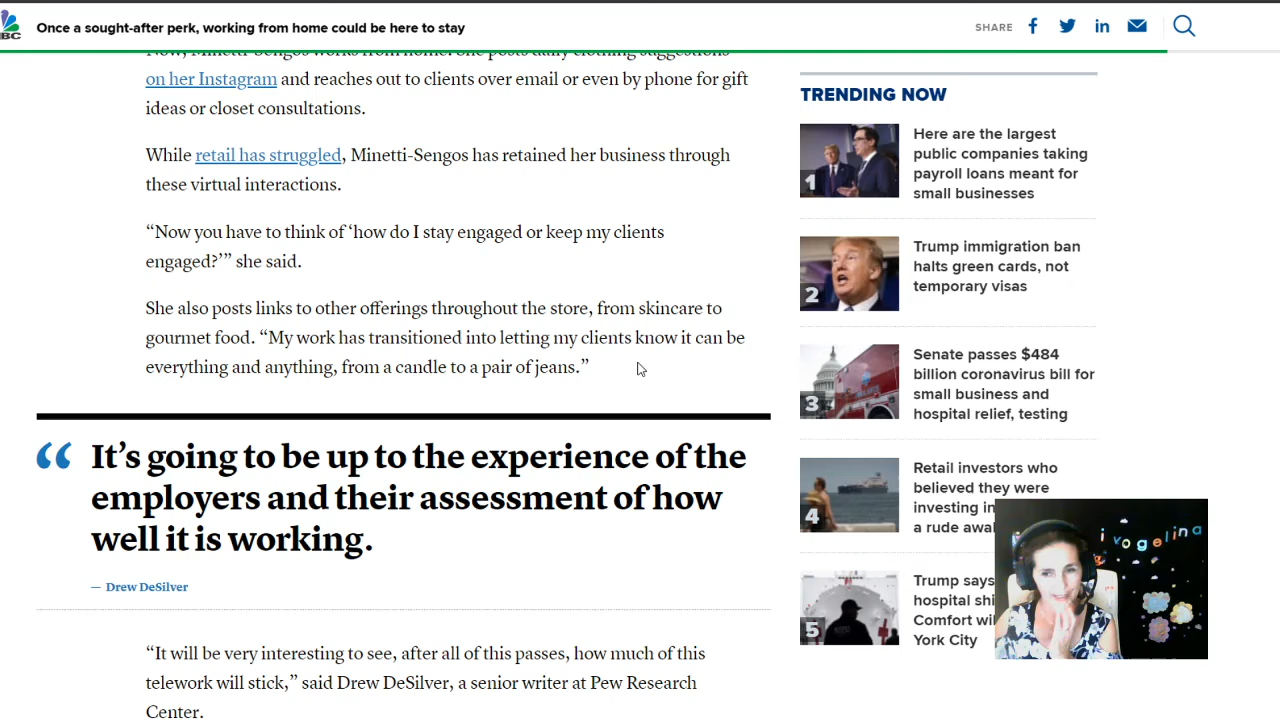 BC
Once a sought-after perk, working from home could be here to stay
SHARE
Now, Minetti-Sengos works from home. She posts daily clothing suggestions
on her Instagram and reaches out to clients over email or even by phone for gift
ideas or closet consultations.
While retail has struggled, Minetti-Sengos has retained her business through
these virtual interactions.
“Now you have to think of ‘how do I stay engaged or keep my clients
engaged?’” she said.
She also posts links to other offerings throughout the store, from skincare to
gourmet food. “My work has transitioned into letting my clients know it can be
everything and anything, from a candle to a pair of jeans.”
“
It’s going to be up to the experience of the
employers and their assessment of how
well it is working.
— Drew DeSilver
“It will be very interesting to see, after all of this passes, how much of this
telework will stick,” said Drew DeSilver, a senior writer at Pew Research
Center.
TRENDING NOW
1
Here are the largest
public companies taking
payroll loans meant for
small businesses
2
Trump immigration ban
halts green cards, not
temporary visas
3
Senate passes $484
billion coronavirus bill for
small business and
hospital relief, testing
4
Retail investors who
believed they were
investing in
a rude awa
5
Trump says
hospital shi
Comfort wi
York City
ivogelina